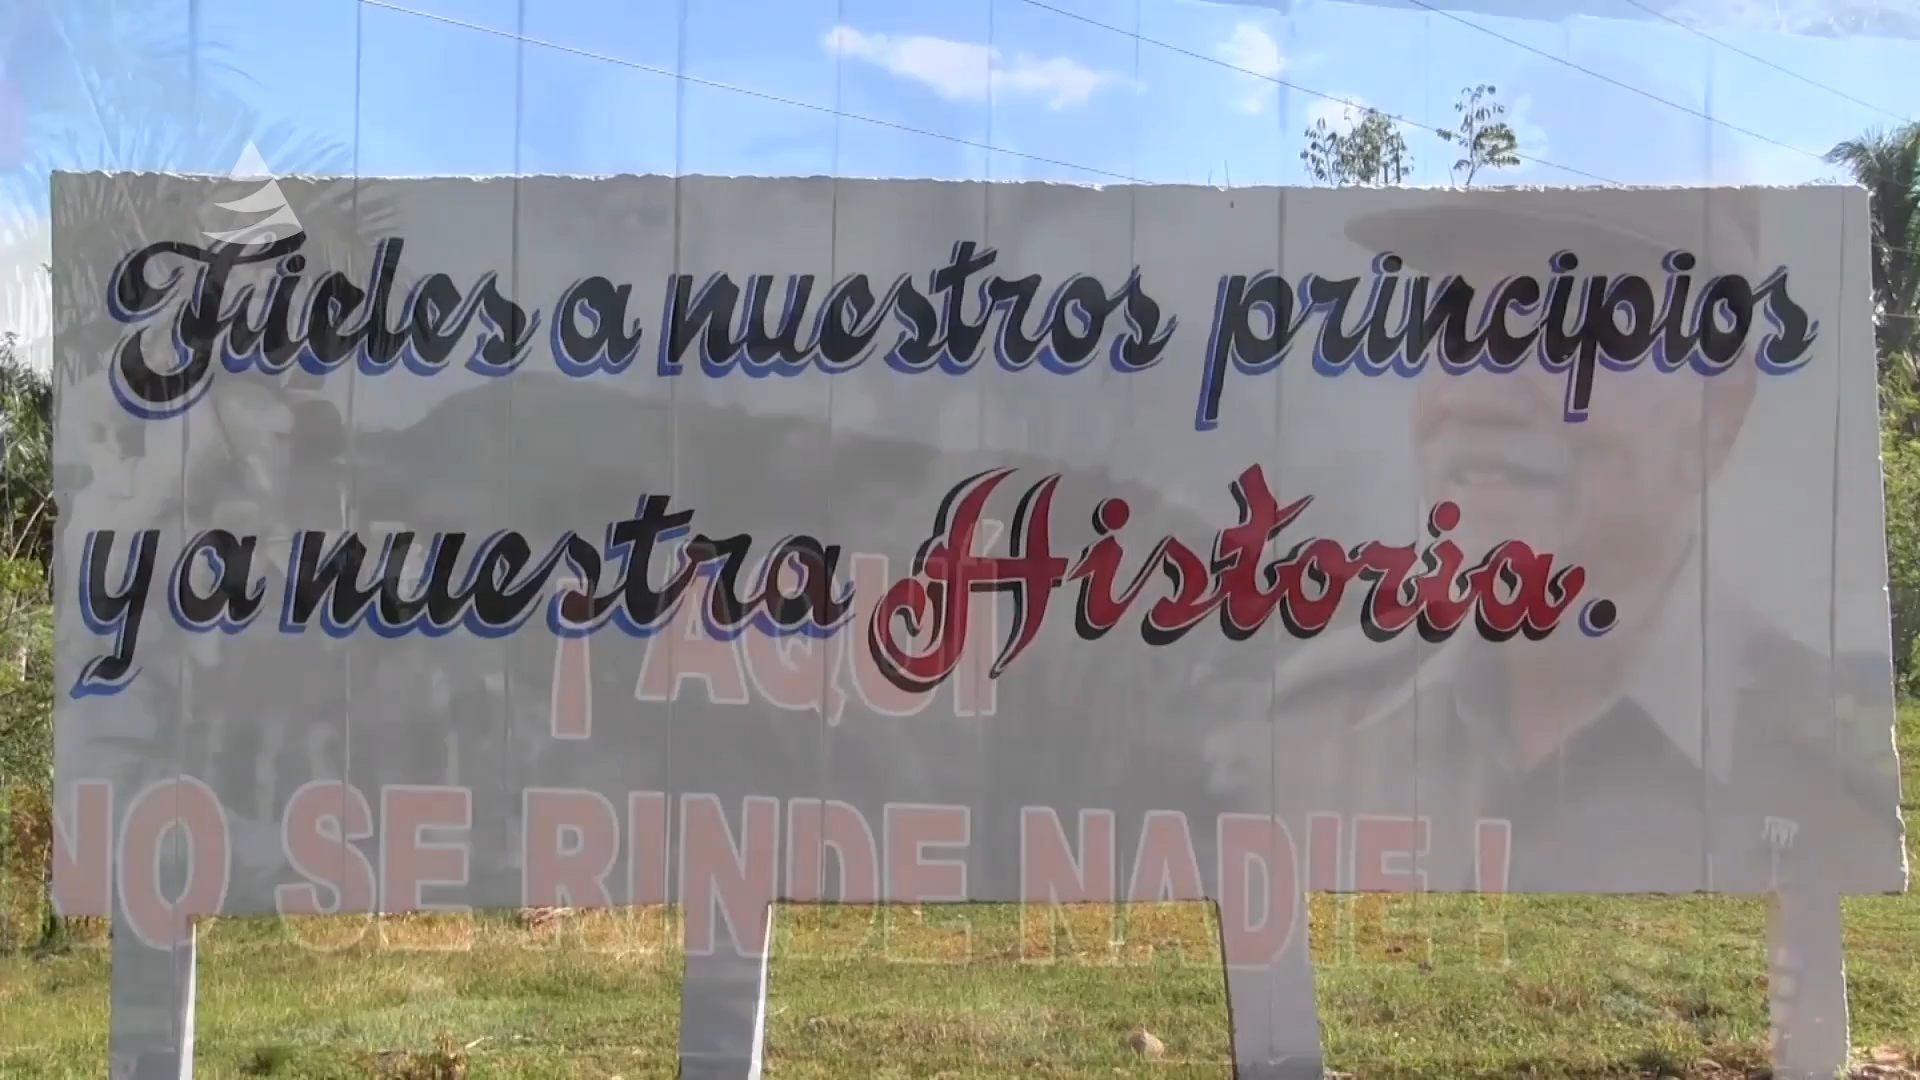 Fieles a nuestros principios
y a nuestra Historia.
¡AQUÍ
NO SE RINDE NADIE!